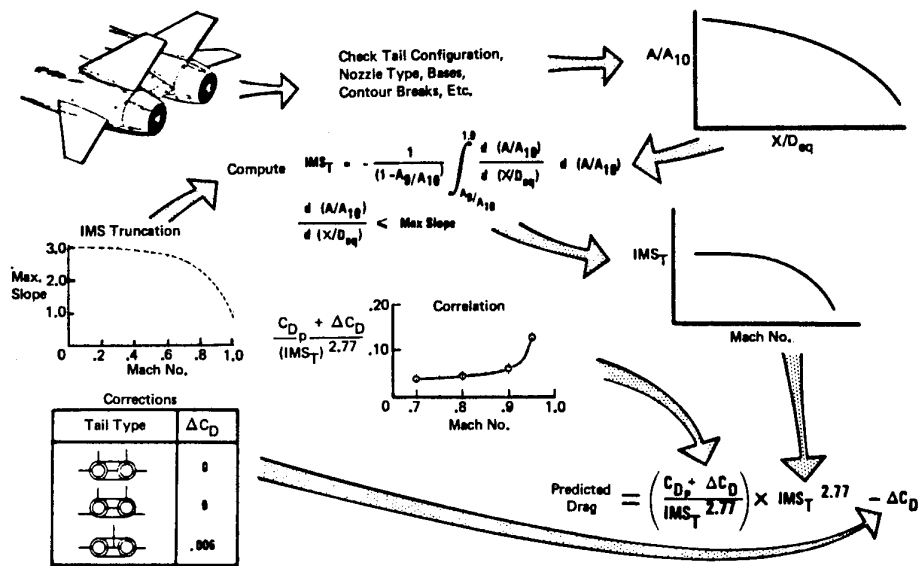 Check Tail Configuration,
Nozzle Type, Bases,
Contour Breaks, Etc.
A/A10
X/Deq
Compute IMST = - 1 / (1-A9/A10) ∫ A9/A10 1.0 d (A/A10) / d (X/Deq) d (A/A10)
d (A/A10) / d (X/Deq) < Max Slope
IMS Truncation
Max.
Slope
3.0
2.0
1.0
0 .2 .4 .6 .8 1.0
Mach No.
IMST
Mach No.
Correlation
CDP + ΔCD / (IMST) 2.77
.20
.10
0 .7 .8 .9 1.0
Mach No.
Corrections
Tail Type ΔCD
0
0
.006
Predicted
Drag = ( CDP + ΔCD / IMST 2.77 ) × IMST 2.77 - ΔCD